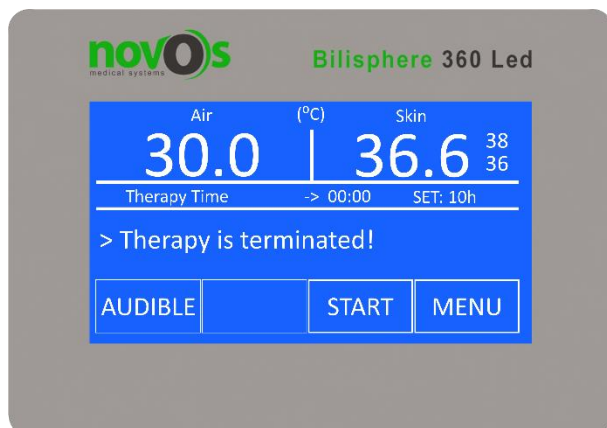 novOs
medical systems
Bilisphere 360 Led
Air (⁰C) Skin
30.0 36.6 38
36
Therapy Time -> 00:00 SET: 10h
> Therapy is terminated!
AUDIBLE START MENU